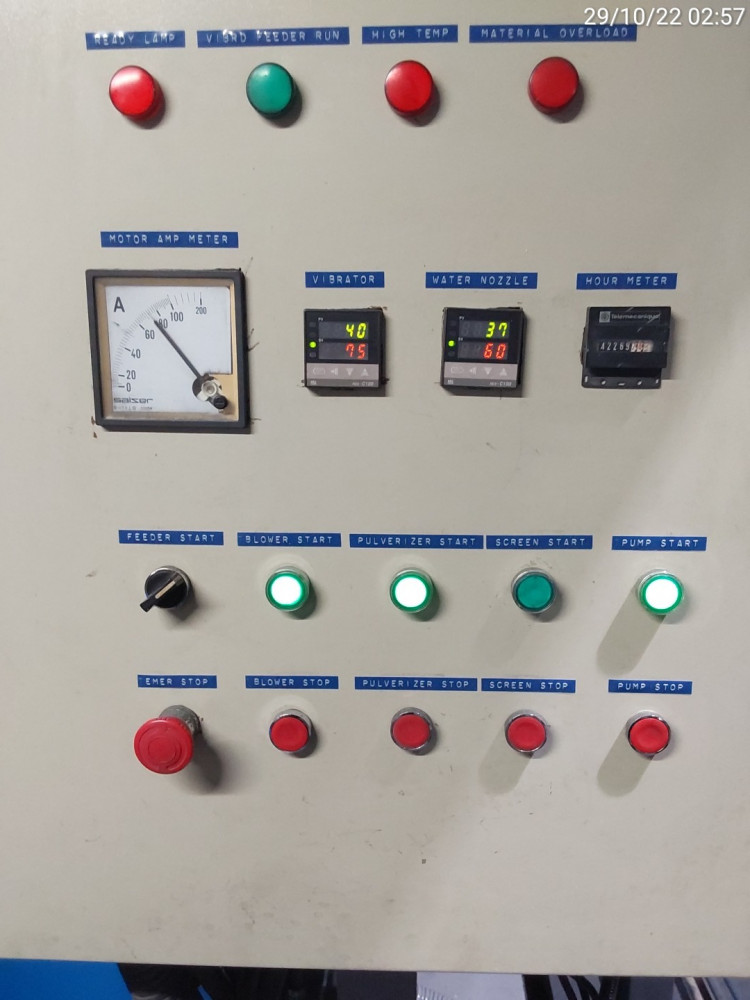 29/10/22 02:57
READY LAMP
VIBRO FEEDER RUN
HIGH TEMP
MATERIAL OVERLOAD
MOTOR AMP METER
VIBRATOR
WATER NOZZLE
HOUR METER
A
60 80 100 200
40
20
0
40
75
37
60
FEEDER START
BLOWER START
PULVERIZER START
SCREEN START
PUMP START
EMER STOP
BLOWER STOP
PULVERIZER STOP
SCREEN STOP
PUMP STOP